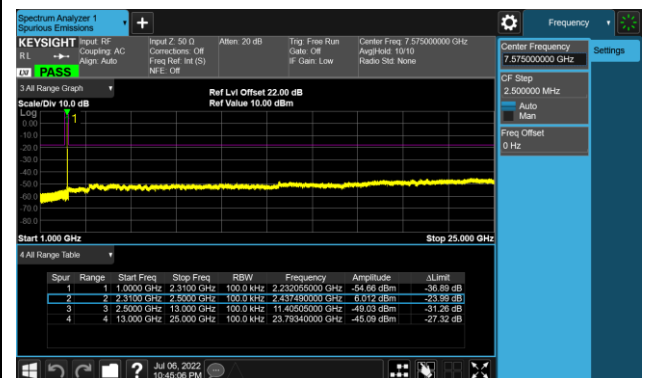 Spectrum Analyzer 1
Spurious Emissions
+
Frequency
KEYSIGHT Input: RF Input Z: 50 Ω Atten: 20 dB Trig: Free Run Center Freq: 7.575000000 GHz
RL Coupling: AC Corrections: Off Gate: Off Avg|Hold: 10/10
Align: Auto Freq Ref: Int (S) IF Gain: Low Radio Std: None
LXI PASS NFE: Off
Center Frequency
7.575000000 GHz
Settings
CF Step
2.500000 MHz
Auto
Man
Freq Offset
0 Hz
3 All Range Graph
Ref Lvl Offset 22.00 dB
Scale/Div 10.0 dB Ref Value 10.00 dBm
Log
1
0.00
-10.0
-20.0
-30.0
-40.0
-50.0
-60.0
-70.0
-80.0
Start 1.000 GHz Stop 25.000 GHz
4 All Range Table
Spur Range Start Freq Stop Freq RBW Frequency Amplitude ΔLimit
1 1 1.0000 GHz 2.3100 GHz 100.0 kHz 2.232055000 GHz -54.66 dBm -36.89 dB
2 2 2.3100 GHz 2.5000 GHz 100.0 kHz 2.437490000 GHz 6.012 dBm -23.99 dB
3 3 2.5000 GHz 13.000 GHz 100.0 kHz 11.40505000 GHz -49.03 dBm -31.26 dB
4 4 13.000 GHz 25.000 GHz 100.0 kHz 23.79340000 GHz -45.09 dBm -27.32 dB
? Jul 06, 2022
10:45:06 PM